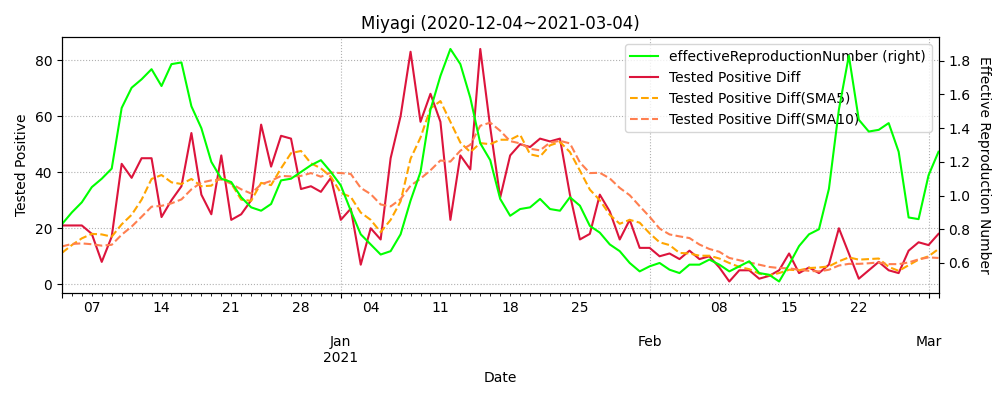 Miyagi (2020-12-04~2021-03-04)
effectiveReproductionNumber (right)
Tested Positive Diff
Tested Positive Diff(SMA5)
Tested Positive Diff(SMA10)
Tested Positive
80
60
40
20
0
1.8
1.6
1.4
1.2
1.0
0.8
0.6
Effective Reproduction Number
07 14 21 28 04 11 18 25 08 15 22
Jan Feb Mar
2021
Date